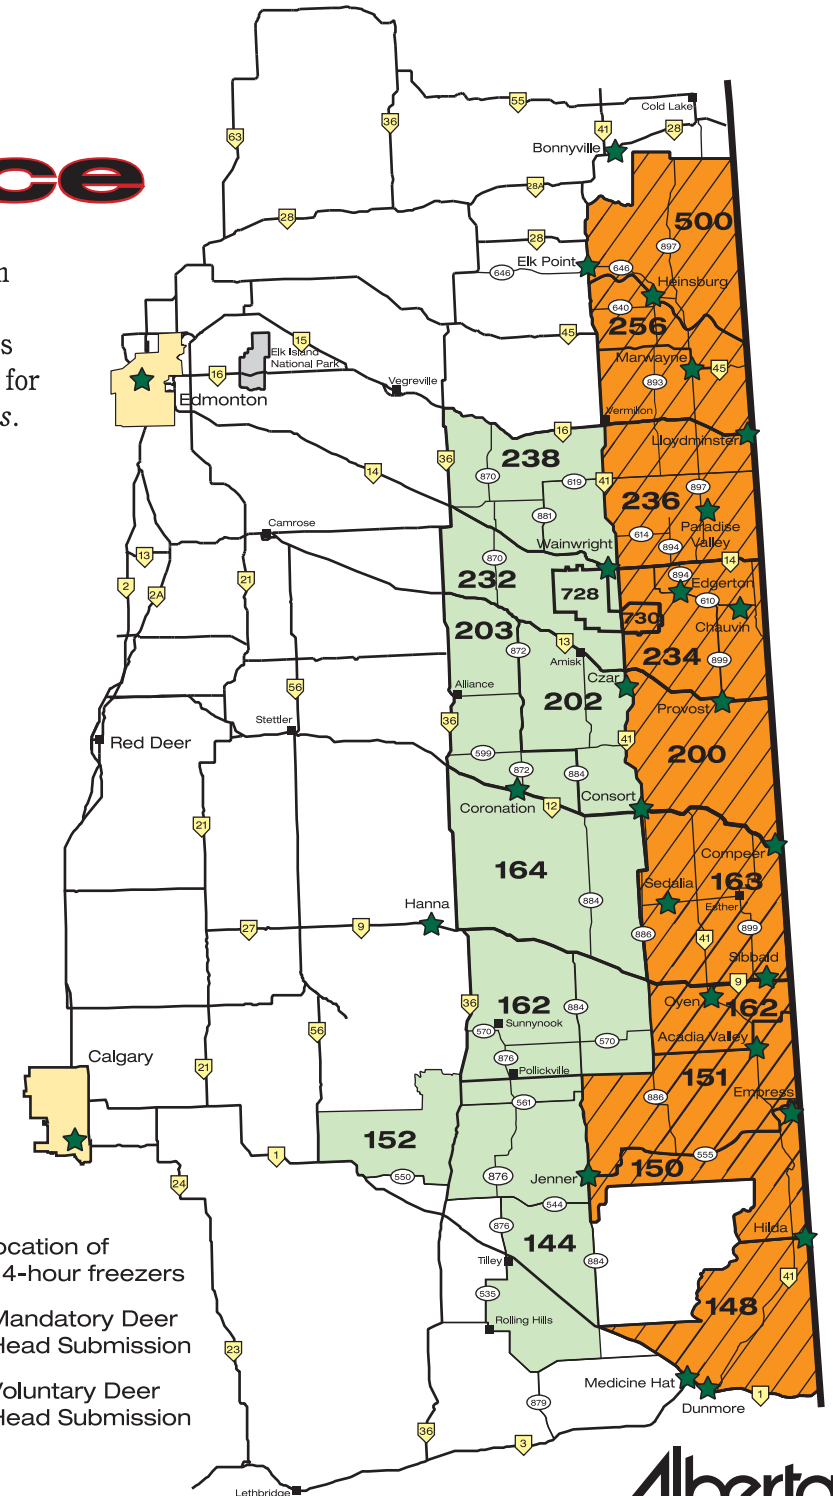 55
Cold Lake
36
63
41
28
Bonnyville
ce
28A
500
28
897
28
Elk Point
646
646
n
Heinsburg
640
256
s
15
45
Elk Island
National Park
Marwayne
45
for
16
Vegreville
893
s.
Edmonton
Vermilion
16
Lloydminster
238
36
14
870
619
41
897
236
881
Paradise
Valley
Camrose
614
894
Wainwright
13
870
14
2
2A
21
232
728
894
Edgerton
610
Chauvin
203
730
13
872
234
899
Amisk
Czar
56
Alliance
202
Provost
Stettler
36
Red Deer
41
599
200
872
884
Coronation
12
Consort
21
Compeer
164
163
Sedalia
Esther
884
Hanna
27
9
886
41
899
Sibbald
9
36
162
Oyen
162
884
Sunnynook
56
570
570
Acadia Valley
Calgary
876
21
Pollickville
151
Empress
561
886
152
1
555
150
550
876
Jenner
24
544
876
Hilda
144
ocation of
4-hour freezers
Tilley
884
41
535
148
Mandatory Deer
Head Submission
Rolling Hills
23
Voluntary Deer
Head Submission
Medicine Hat
1
879
Dunmore
36
3
Alberta
Lethbridge